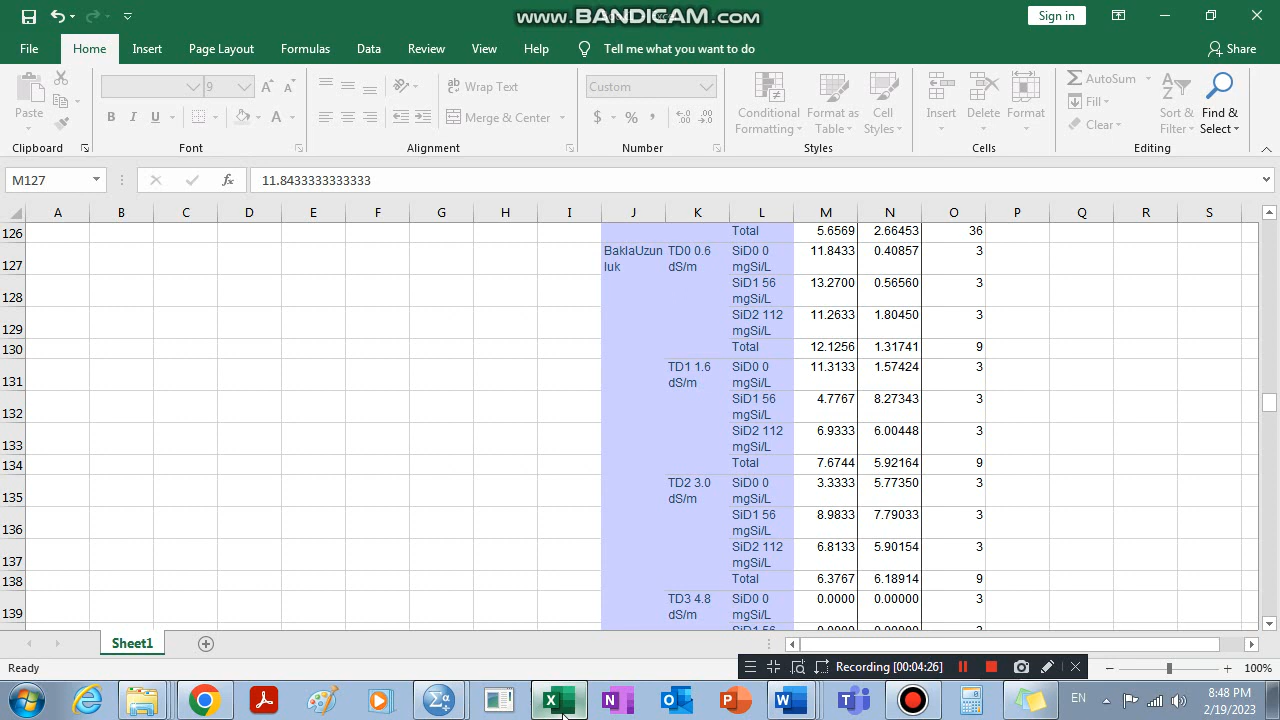 www.BANDICAM.com
Sign in
File Home Insert Page Layout Formulas Data Review View Help Tell me what you want to do Share
Paste
9
Wrap Text
Custom
Merge & Center
$ % ,
B I U
Conditional Formatting
Format as Table
Cell Styles
Insert Delete Format
AutoSum
Fill
Clear
Sort & Filter
Find & Select
Clipboard Font Alignment Number Styles Cells Editing
M127 fx 11.8433333333333
A B C D E F G H I J K L M N O P Q R S
126 Total 5.6569 2.66453 36
127 BaklaUzun TD0 0.6 SiD0 0 11.8433 0.40857 3
luk dS/m mgSi/L
128 SiD1 56 13.2700 0.56560 3
mgSi/L
129 SiD2 112 11.2633 1.80450 3
mgSi/L
130 Total 12.1256 1.31741 9
131 TD1 1.6 SiD0 0 11.3133 1.57424 3
dS/m mgSi/L
132 SiD1 56 4.7767 8.27343 3
mgSi/L
133 SiD2 112 6.9333 6.00448 3
mgSi/L
134 Total 7.6744 5.92164 9
135 TD2 3.0 SiD0 0 3.3333 5.77350 3
dS/m mgSi/L
136 SiD1 56 8.9833 7.79033 3
mgSi/L
137 SiD2 112 6.8133 5.90154 3
mgSi/L
138 Total 6.3767 6.18914 9
139 TD3 4.8 SiD0 0 0.0000 0.00000 3
dS/m mgSi/L
Sheet1
Ready
Recording [00:04:26]
100%
EN
8:48 PM
2/19/2023